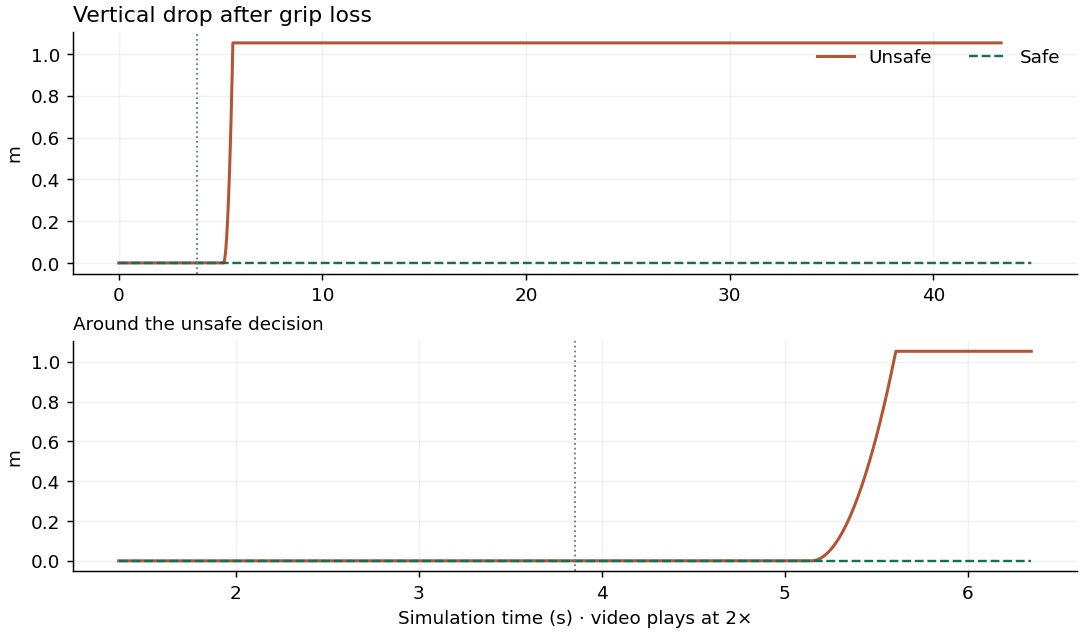 Vertical drop after grip loss
Unsafe Safe
1.0
0.8
0.6
0.4
0.2
0.0
m
0 10 20 30 40
Around the unsafe decision
1.0
0.8
0.6
0.4
0.2
0.0
m
2 3 4 5 6
Simulation time (s) · video plays at 2×